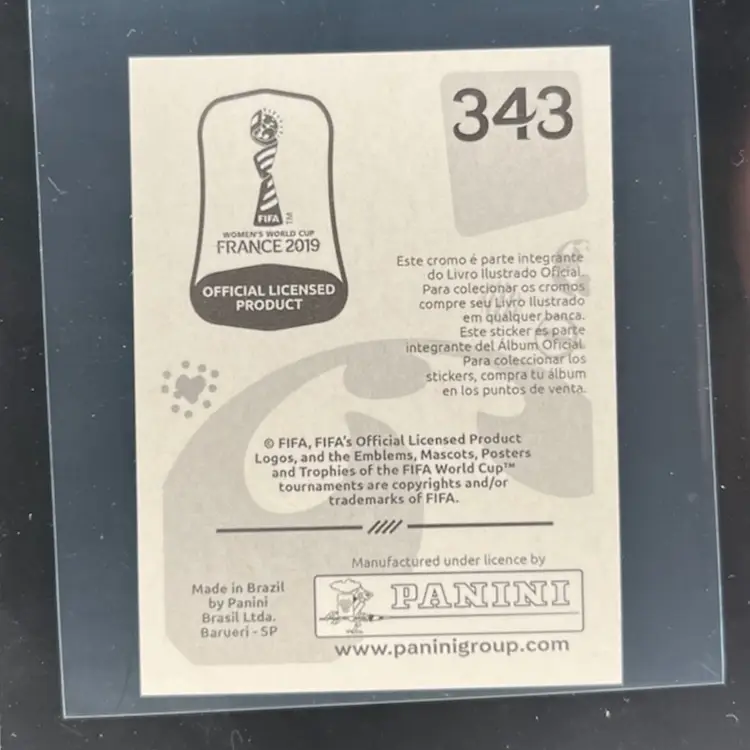 343
FIFA
TM
WOMEN'S WORLD CUP
FRANCE 2019
OFFICIAL LICENSED
PRODUCT
Este cromo é parte integrante
do Livro Ilustrado Oficial.
Para colecionar os cromos
compre seu Livro Ilustrado
em qualquer banca.
Este sticker es parte
integrante del Álbum Oficial.
Para coleccionar los
stickers, compra tu álbum
en los puntos de venta.
© FIFA, FIFA's Official Licensed Product
Logos, and the Emblems, Mascots, Posters
and Trophies of the FIFA World Cup™
tournaments are copyrights and/or
trademarks of FIFA.
Made in Brazil
by Panini
Brasil Ltda.
Barueri - SP
Manufactured under licence by
PANINI
www.paninigroup.com